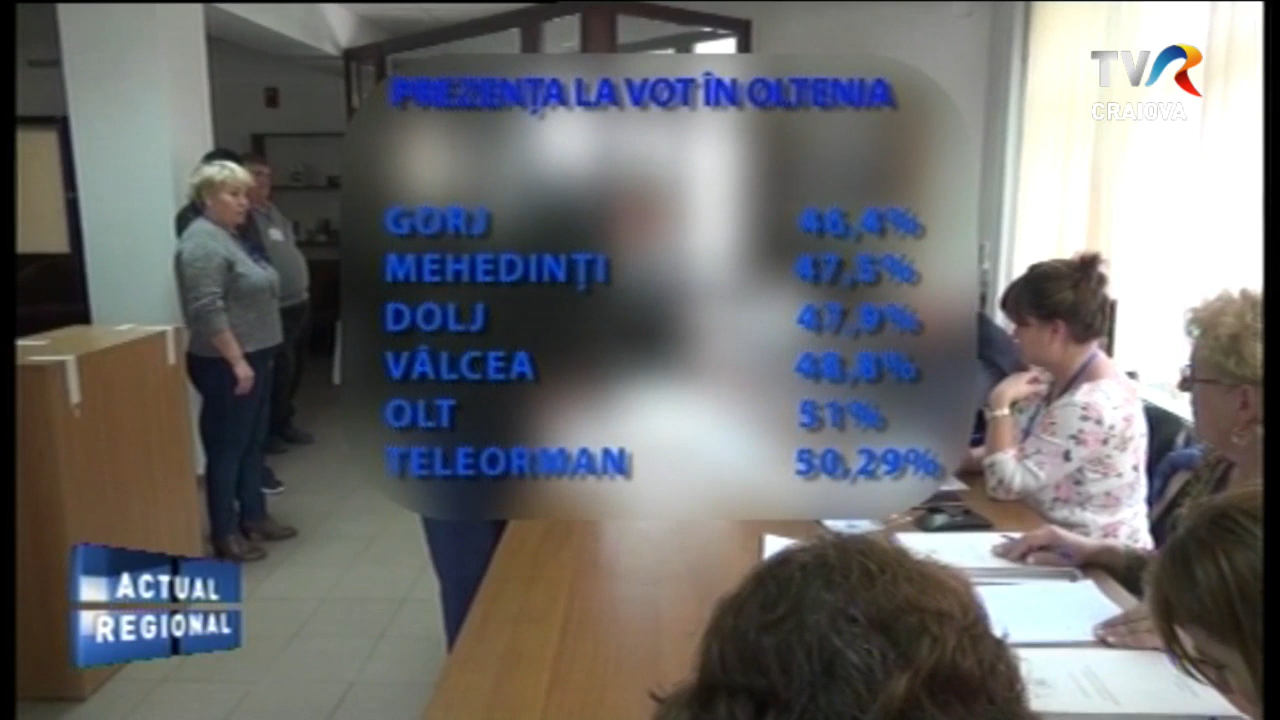 TVR
CRAIOVA
PREZENȚA LA VOT ÎN OLTENIA
GORJ 46,4%
MEHEDINȚI 47,5%
DOLJ 47,9%
VÂLCEA 48,8%
OLT 51%
TELEORMAN 50,29%
ACTUAL
REGIONAL